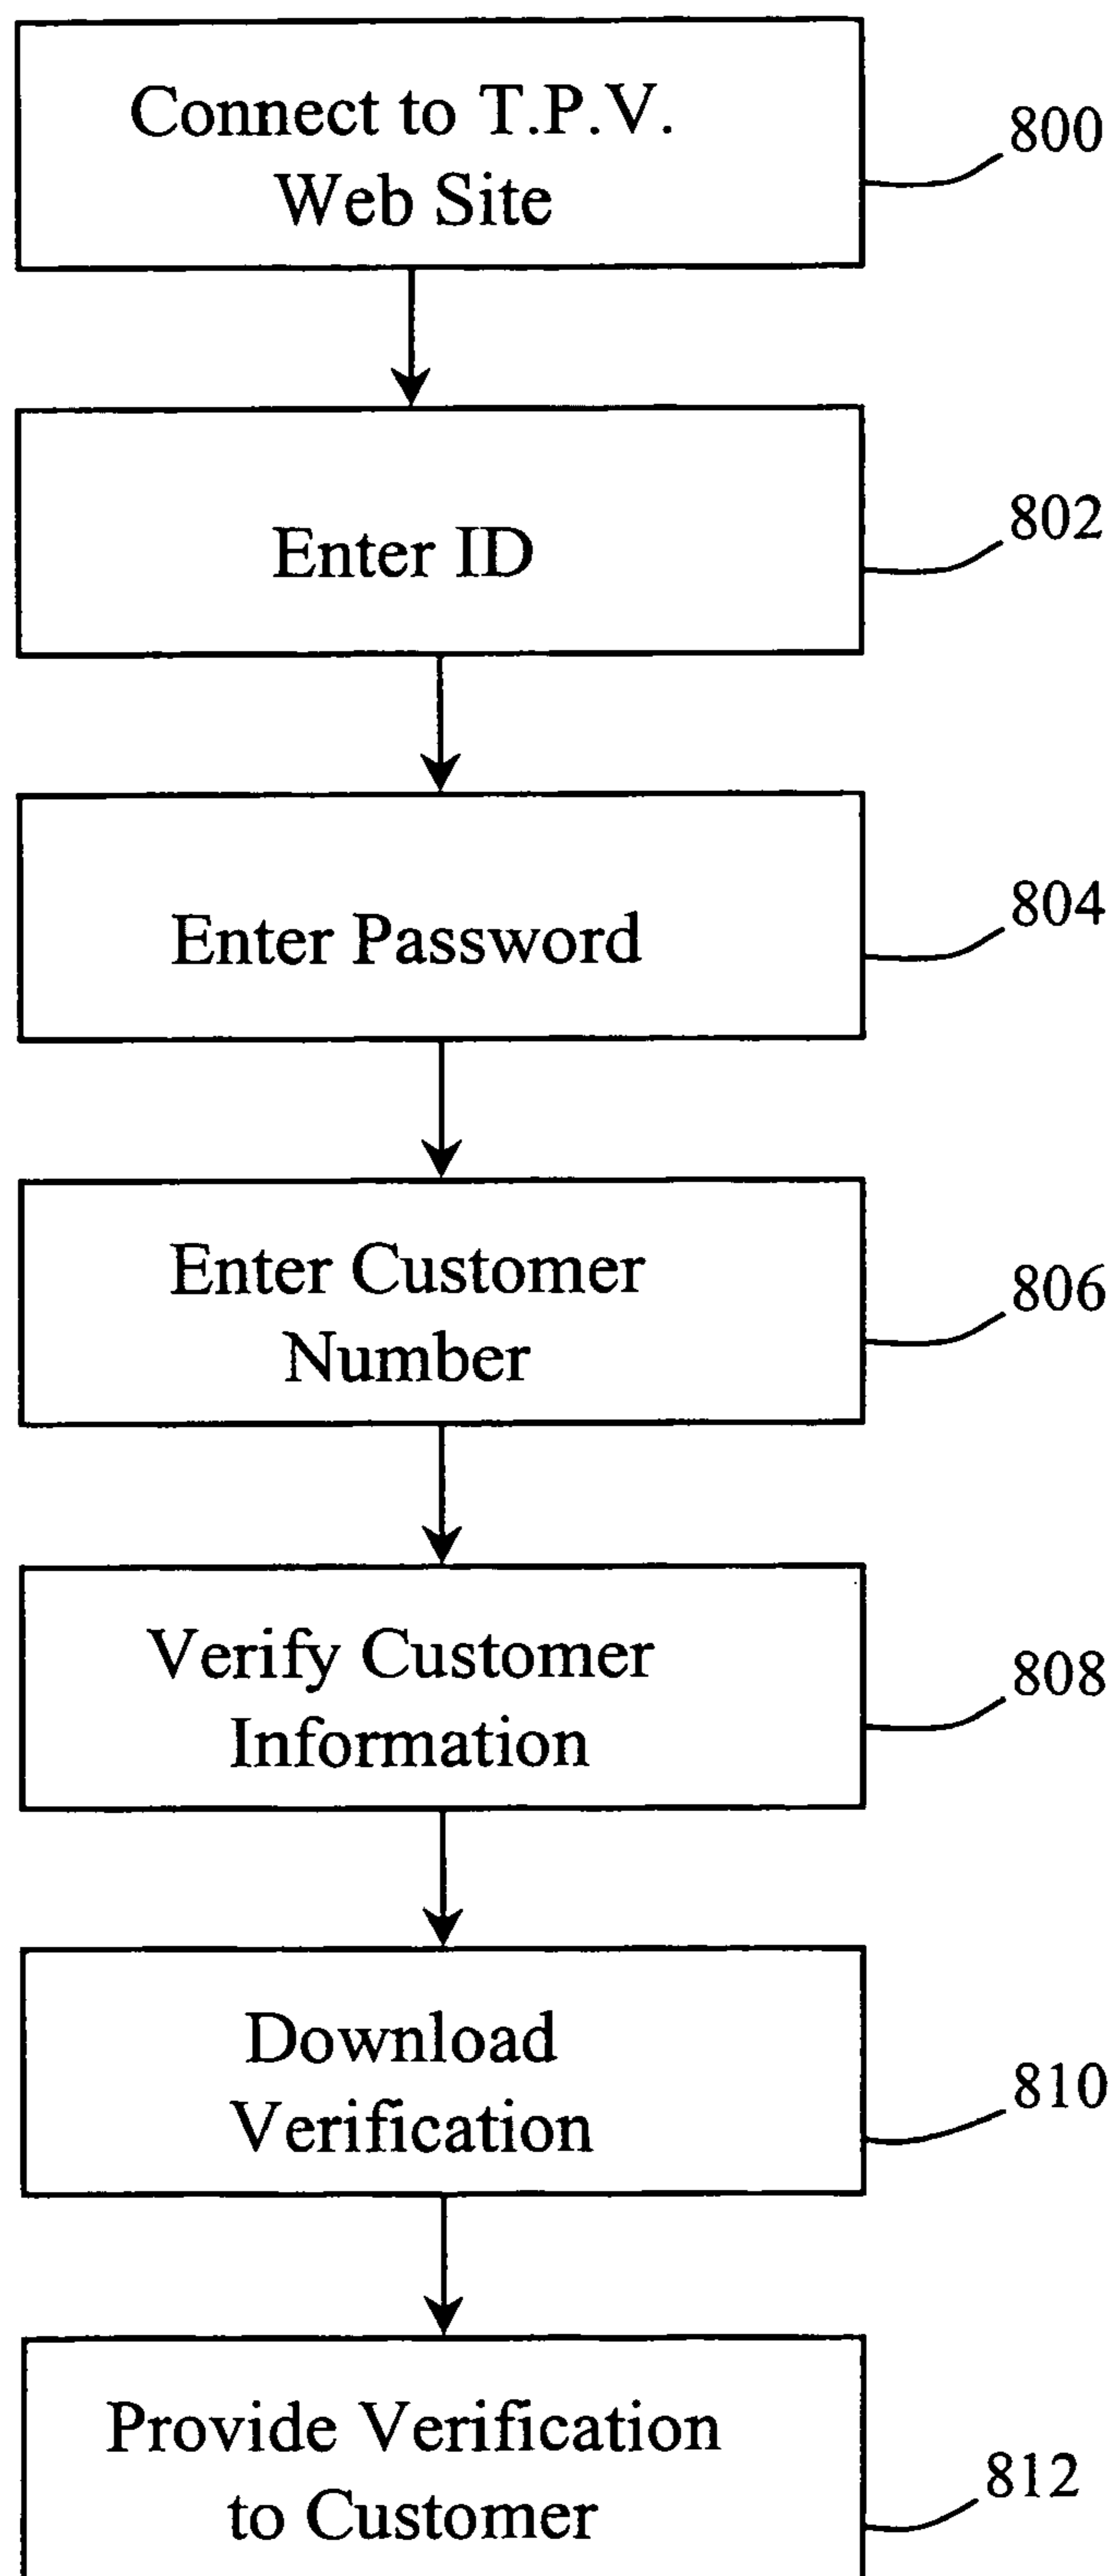 Connect to T.P.V.
Web Site
800
Enter ID
802
Enter Password
804
Enter Customer
Number
806
Verify Customer
Information
808
Download
Verification
810
Provide Verification
to Customer
812